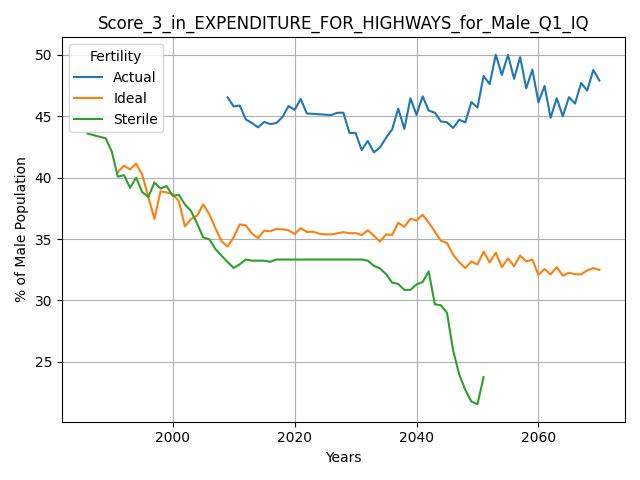 Score_3_in_EXPENDITURE_FOR_HIGHWAYS_for_Male_Q1_IQ
Fertility
Actual
Ideal
Sterile
% of Male Population
50
45
40
35
30
25
2000
2020
2040
2060
Years